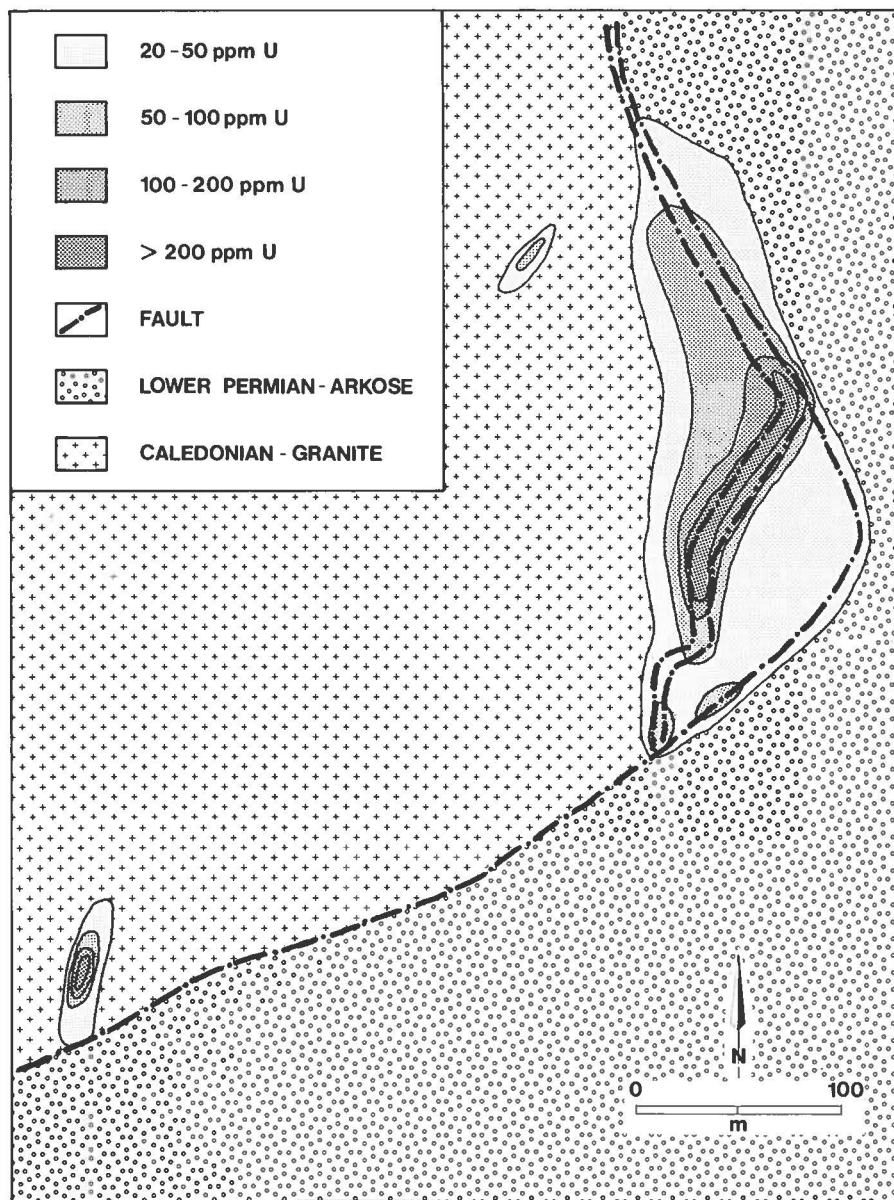 20-50 ppm U
50-100 ppm U
100-200 ppm U
> 200 ppm U
FAULT
LOWER PERMIAN-ARKOSE
CALEDONIAN-GRANITE
N
0 100
m